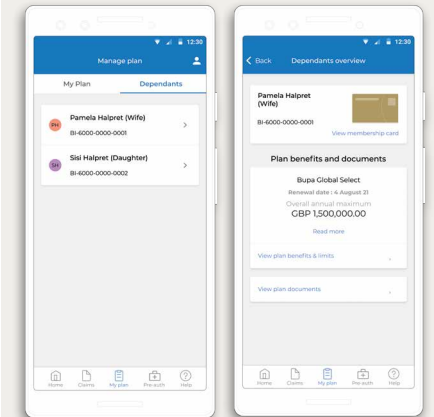 12:30
Manage plan
My Plan
Dependants
PH
Pamela Halpret (Wife)
BI-6000-0000-0001
SH
Sisi Halpret (Daughter)
BI-6000-0000-0002
Home
Claims
My plan
Pre-auth
Help
12:30
Back
Dependants overview
Pamela Halpret
(Wife)
BI-6000-0000-0001
View membership card
Plan benefits and documents
Bupa Global Select
Renewal date : 4 August 21
Overall annual maximum
GBP 1,500,000.00
Read more
View plan benefits & limits
View plan documents
Home
Claims
My plan
Pre-auth
Help